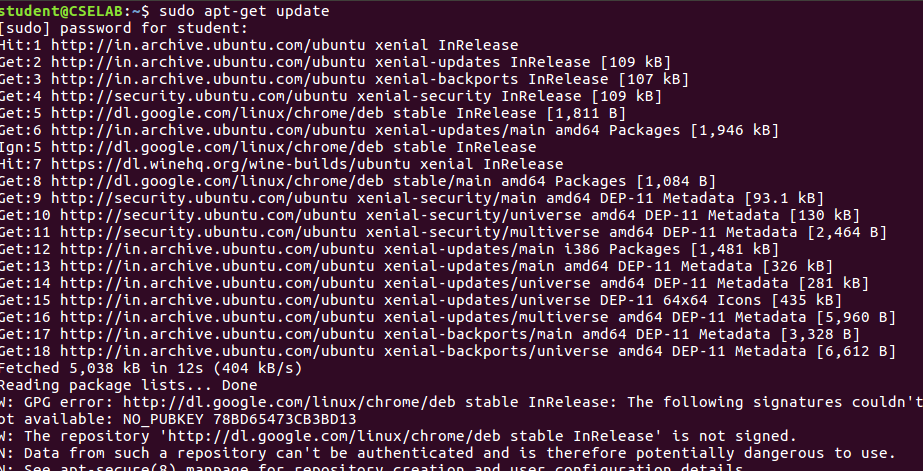 student@CSELAB:~$ sudo apt-get update
[sudo] password for student:
Hit:1 http://in.archive.ubuntu.com/ubuntu xenial InRelease
Get:2 http://in.archive.ubuntu.com/ubuntu xenial-updates InRelease [109 kB]
Get:3 http://in.archive.ubuntu.com/ubuntu xenial-backports InRelease [107 kB]
Get:4 http://security.ubuntu.com/ubuntu xenial-security InRelease [109 kB]
Get:5 http://dl.google.com/linux/chrome/deb stable InRelease [1,811 B]
Get:6 http://in.archive.ubuntu.com/ubuntu xenial-updates/main amd64 Packages [1,946 kB]
Ign:5 http://dl.google.com/linux/chrome/deb stable InRelease
Hit:7 https://dl.winehq.org/wine-builds/ubuntu xenial InRelease
Get:8 http://dl.google.com/linux/chrome/deb stable/main amd64 Packages [1,084 B]
Get:9 http://security.ubuntu.com/ubuntu xenial-security/main amd64 DEP-11 Metadata [93.1 kB]
Get:10 http://security.ubuntu.com/ubuntu xenial-security/universe amd64 DEP-11 Metadata [130 kB]
Get:11 http://security.ubuntu.com/ubuntu xenial-security/multiverse amd64 DEP-11 Metadata [2,464 B]
Get:12 http://in.archive.ubuntu.com/ubuntu xenial-updates/main i386 Packages [1,481 kB]
Get:13 http://in.archive.ubuntu.com/ubuntu xenial-updates/main amd64 DEP-11 Metadata [326 kB]
Get:14 http://in.archive.ubuntu.com/ubuntu xenial-updates/universe amd64 DEP-11 Metadata [281 kB]
Get:15 http://in.archive.ubuntu.com/ubuntu xenial-updates/universe DEP-11 64x64 Icons [435 kB]
Get:16 http://in.archive.ubuntu.com/ubuntu xenial-updates/multiverse amd64 DEP-11 Metadata [5,960 B]
Get:17 http://in.archive.ubuntu.com/ubuntu xenial-backports/main amd64 DEP-11 Metadata [3,328 B]
Get:18 http://in.archive.ubuntu.com/ubuntu xenial-backports/universe amd64 DEP-11 Metadata [6,612 B]
Fetched 5,038 kB in 12s (404 kB/s)
Reading package lists... Done
W: GPG error: http://dl.google.com/linux/chrome/deb stable InRelease: The following signatures couldn't
ot available: NO_PUBKEY 78BD65473CB3BD13
W: The repository 'http://dl.google.com/linux/chrome/deb stable InRelease' is not signed.
N: Data from such a repository can't be authenticated and is therefore potentially dangerous to use.
N: See apt-secure(8) manpage for repository creation and user configuration details.